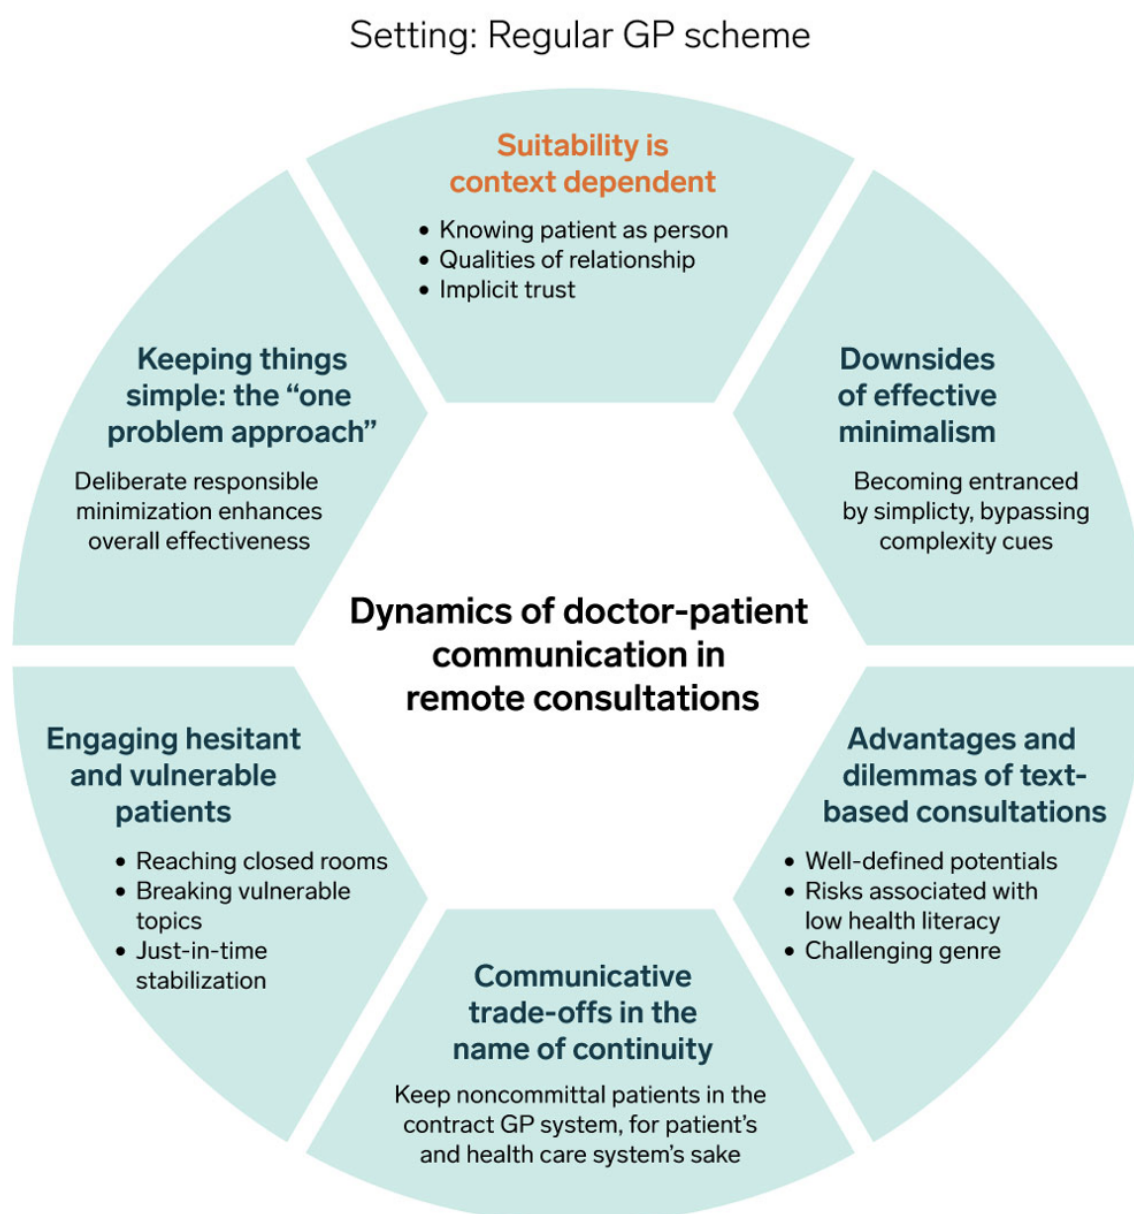 Setting: Regular GP scheme
Suitability is
context dependent
• Knowing patient as person
• Qualities of relationship
• Implicit trust
Keeping things
simple: the “one
problem approach”
Deliberate responsible
minimization enhances
overall effectiveness
Downsides
of effective
minimalism
Becoming entranced
by simplicty, bypassing
complexity cues
Dynamics of doctor-patient
communication in
remote consultations
Engaging hesitant
and vulnerable
patients
• Reaching closed rooms
• Breaking vulnerable
topics
• Just-in-time
stabilization
Advantages and
dilemmas of text-
based consultations
• Well-defined potentials
• Risks associated with
low health literacy
• Challenging genre
Communicative
trade-offs in the
name of continuity
Keep noncommittal patients in the
contract GP system, for patient’s
and health care system’s sake